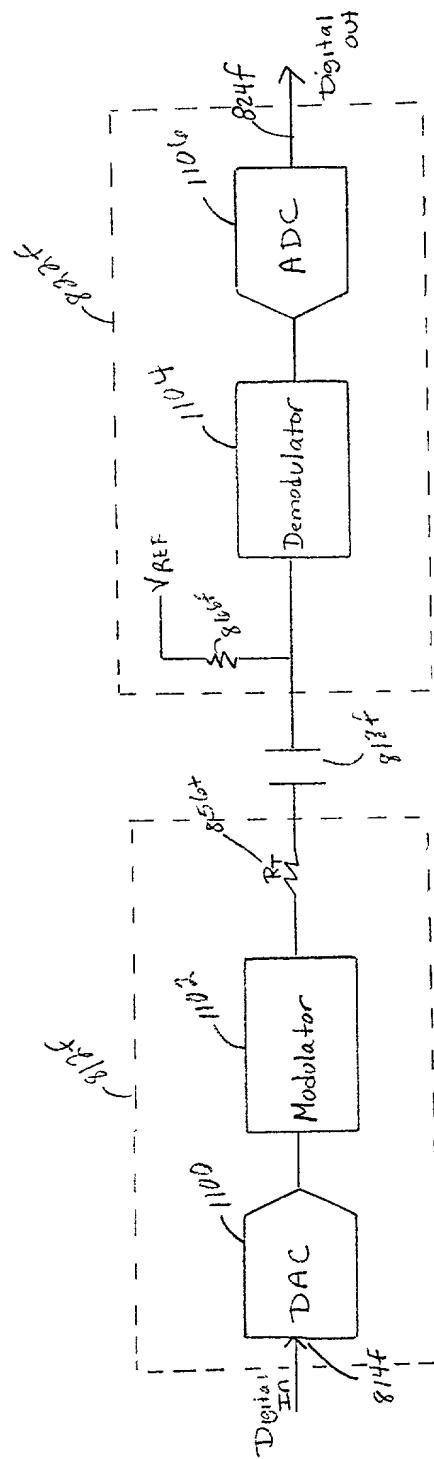 812f
822f
1100
1102
856f
VREF
866f
1104
1106
824f
Digital
In
DAC
Modulator
RT
Demodulator
ADC
Digital
out
814f